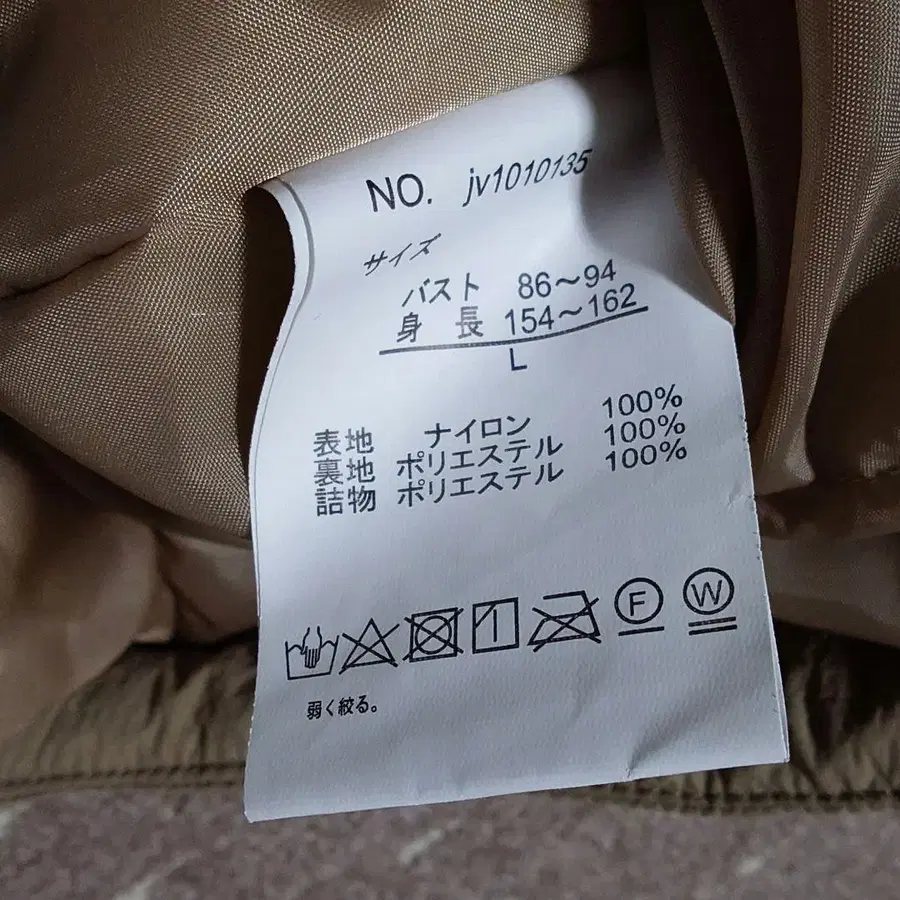 NO. jv1010135
サイズ
バスト 86～94
身 長 154～162
L
表地 ナイロン 100%
裏地 ポリエステル 100%
詰物 ポリエステル 100%
F W
弱く絞る。